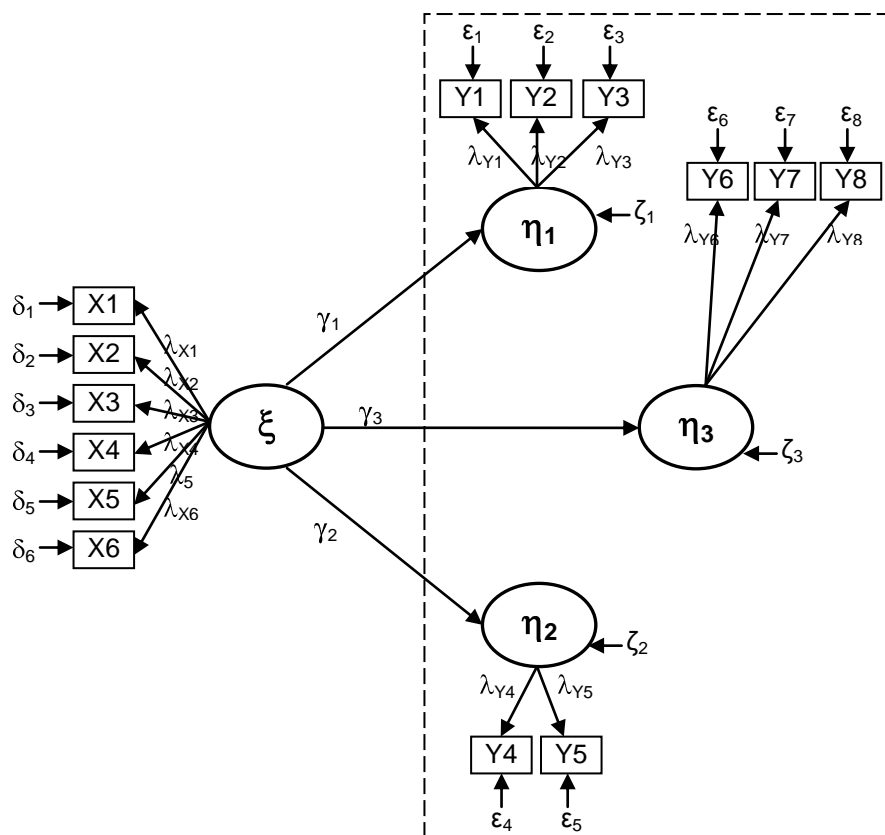 ε1 ε2 ε3
Y1 Y2 Y3
λY1 λY2 λY3
η1 ζ1
ε6 ε7 ε8
Y6 Y7 Y8
λY6 λY7 λY8
γ1
δ1 X1 λX1
δ2 X2 λX2
δ3 X3 λX3
δ4 X4 λX4
δ5 X5 λ5
δ6 X6 λX6
ξ γ3 η3 ζ3
γ2
η2 ζ2
λY4 λY5
Y4 Y5
ε4 ε5